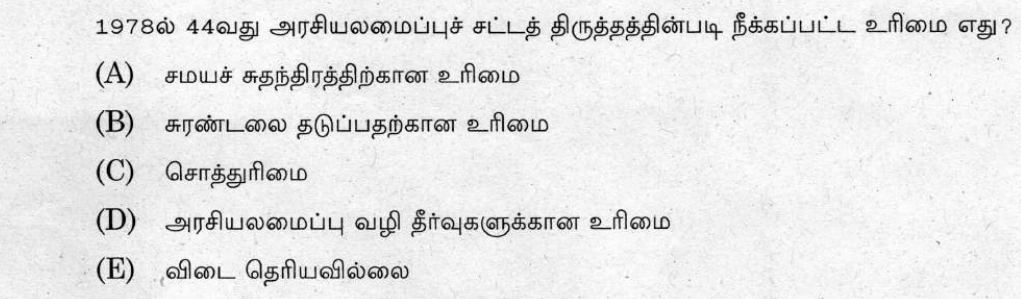 1978ல் 44வது அரசியலமைப்புச் சட்டத் திருத்தத்தின்படி நீக்கப்பட்ட உரிமை எது?
(A) சமயச் சுதந்திரத்திற்கான உரிமை
(B) சுரண்டலை தடுப்பதற்கான உரிமை
(C) சொத்துரிமை
(D) அரசியலமைப்பு வழி தீர்வுகளுக்கான உரிமை
(E) விடை தெரியவில்லை